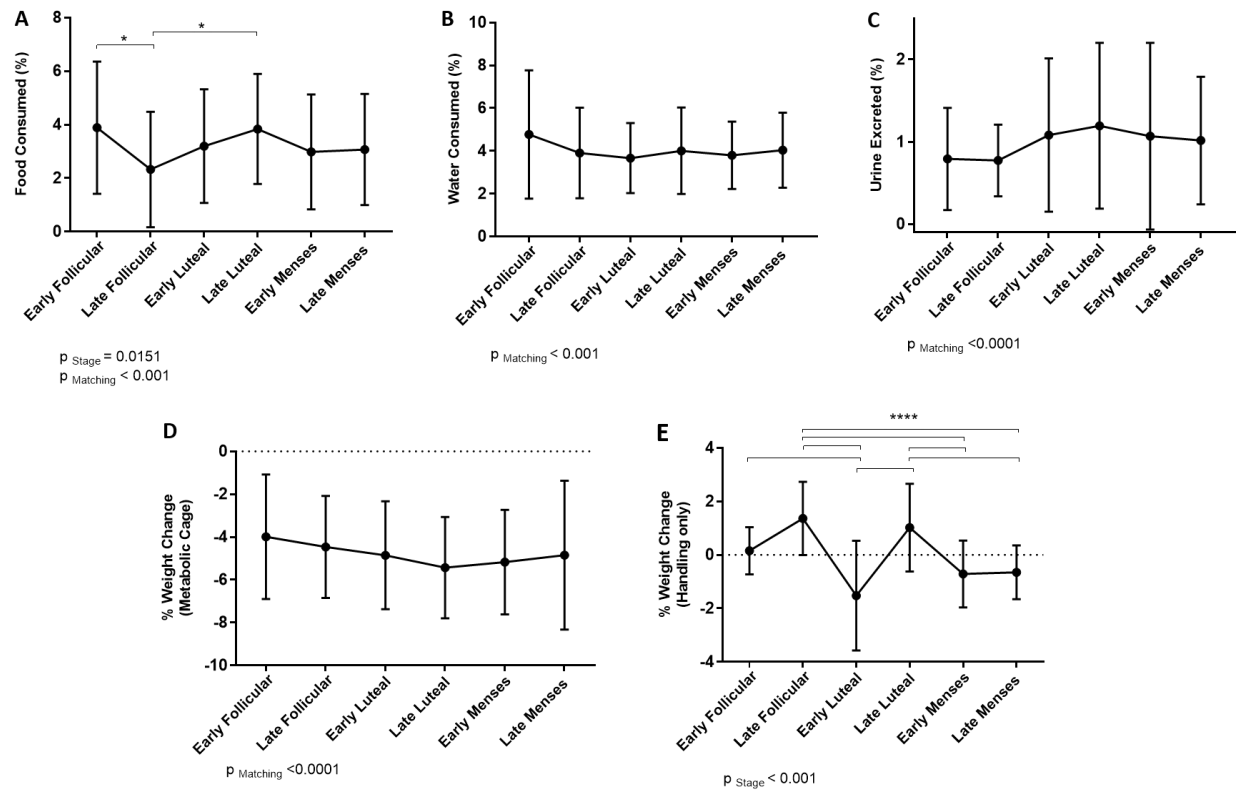 A
8
6
4
2
0
Food Consumed (%)
*
*
Early Follicular
Late Follicular
Early Luteal
Late Luteal
Early Menses
Late Menses
p Stage = 0.0151
p Matching < 0.001
B
10
8
6
4
2
0
Water Consumed (%)
Early Follicular
Late Follicular
Early Luteal
Late Luteal
Early Menses
Late Menses
p Matching < 0.001
C
2
1
0
Urine Excreted (%)
Early Follicular
Late Follicular
Early Luteal
Late Luteal
Early Menses
Late Menses
p Matching <0.0001
D
0
-2
-4
-6
-8
-10
% Weight Change
(Metabolic Cage)
Early Follicular
Late Follicular
Early Luteal
Late Luteal
Early Menses
Late Menses
p Matching <0.0001
E
****
4
2
0
-2
-4
% Weight Change
(Handling only)
Early Follicular
Late Follicular
Early Luteal
Late Luteal
Early Menses
Late Menses
p Stage < 0.001